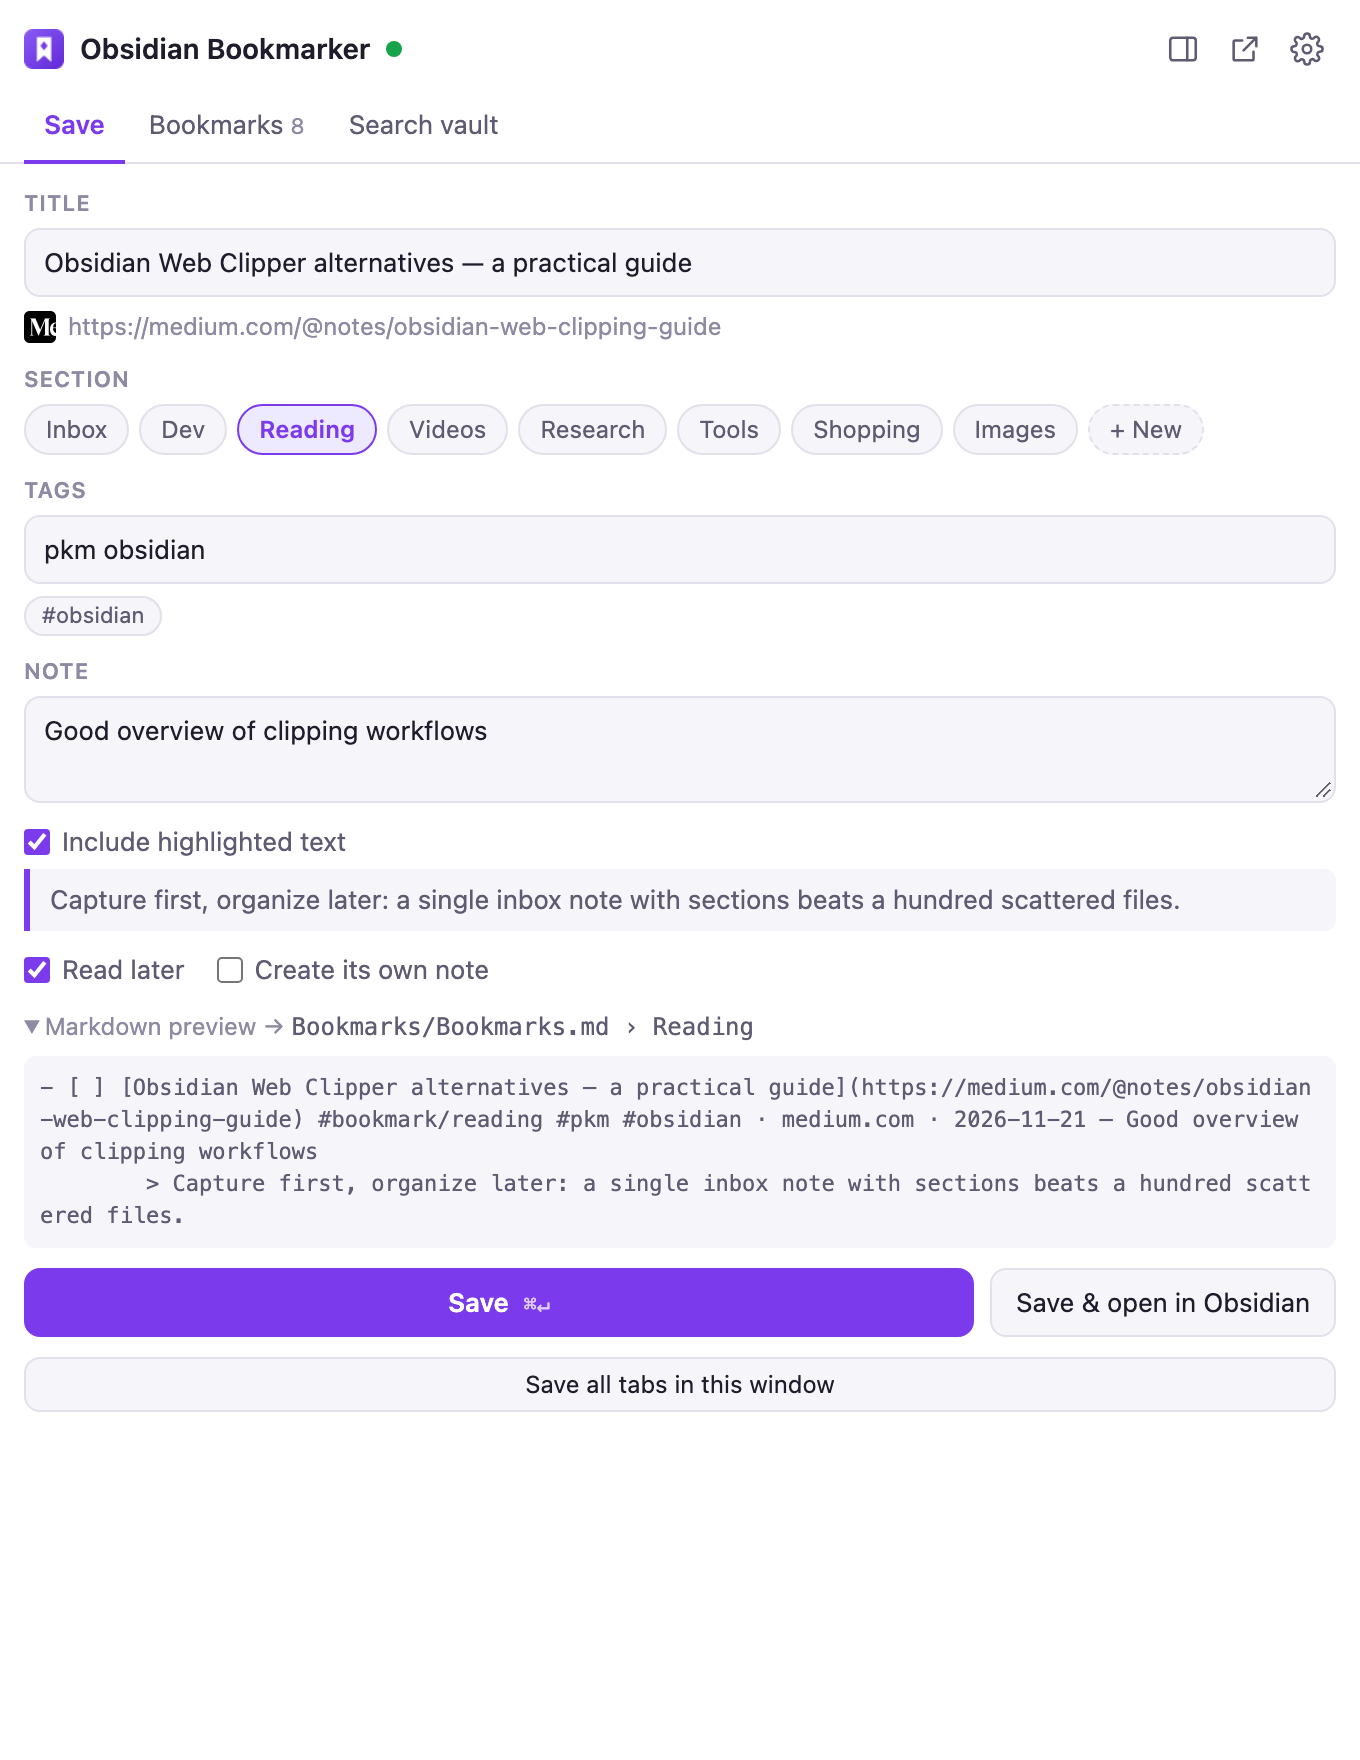 Obsidian Bookmarker
Save Bookmarks 8 Search vault
TITLE
Obsidian Web Clipper alternatives — a practical guide
Me https://medium.com/@notes/obsidian-web-clipping-guide
SECTION
Inbox Dev Reading Videos Research Tools Shopping Images + New
TAGS
pkm obsidian
#obsidian
NOTE
Good overview of clipping workflows
Include highlighted text
Capture first, organize later: a single inbox note with sections beats a hundred scattered files.
Read later Create its own note
▼ Markdown preview → Bookmarks/Bookmarks.md › Reading
- [ ] [Obsidian Web Clipper alternatives — a practical guide](https://medium.com/@notes/obsidian
-web-clipping-guide) #bookmark/reading #pkm #obsidian · medium.com · 2026-11-21 — Good overview
of clipping workflows
> Capture first, organize later: a single inbox note with sections beats a hundred scatt
ered files.
Save ⌘↵ Save & open in Obsidian
Save all tabs in this window